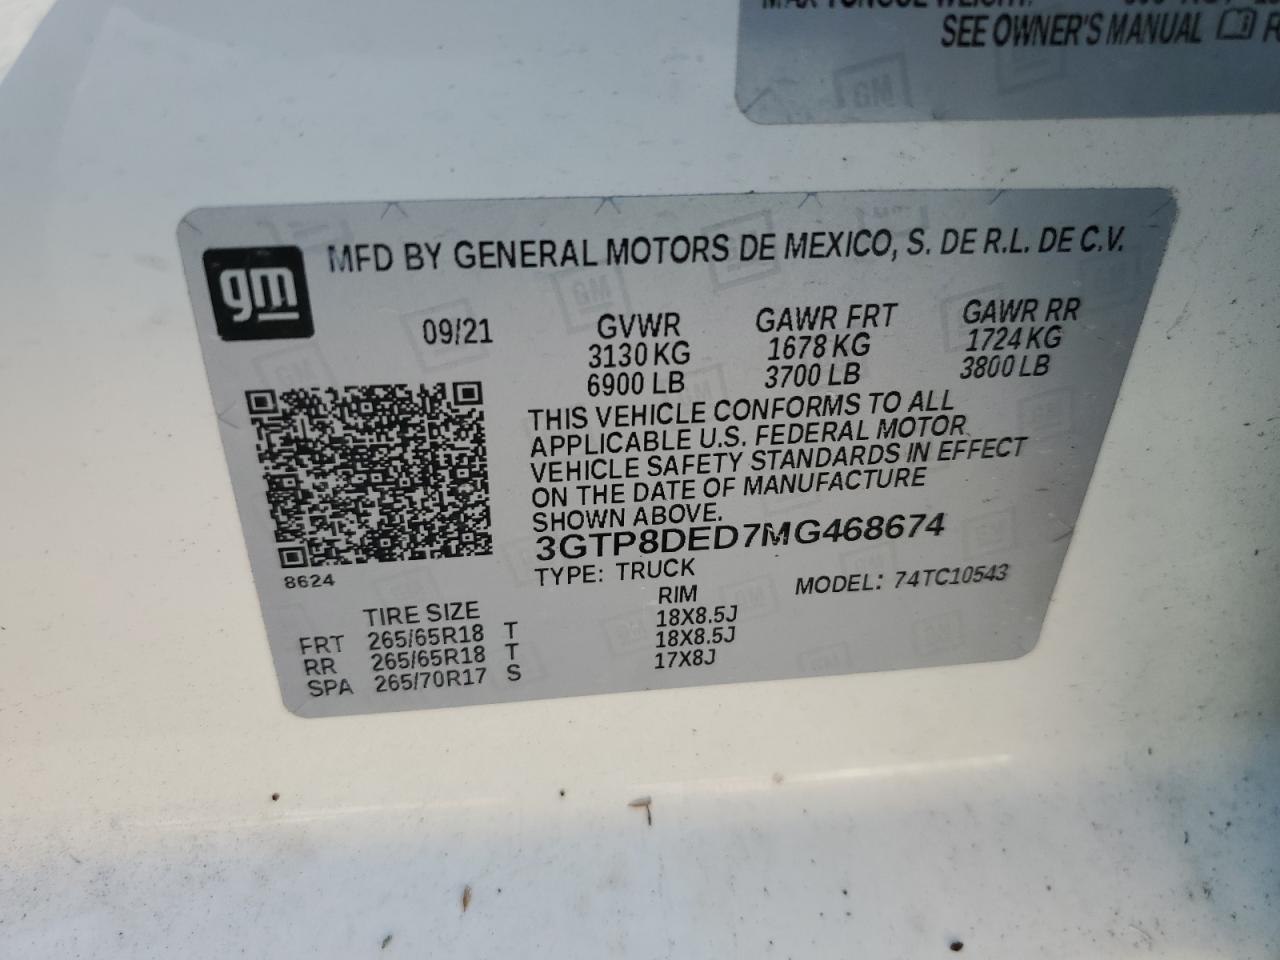 SEE OWNER'S MANUAL
GM
gm
MFD BY GENERAL MOTORS DE MEXICO, S. DE R.L. DE C.V.
09/21
GVWR GAWR FRT GAWR RR
3130 KG 1678 KG 1724 KG
6900 LB 3700 LB 3800 LB
THIS VEHICLE CONFORMS TO ALL
APPLICABLE U.S. FEDERAL MOTOR
VEHICLE SAFETY STANDARDS IN EFFECT
ON THE DATE OF MANUFACTURE
SHOWN ABOVE.
3GTP8DED7MG468674
8624
TYPE: TRUCK MODEL: 74TC10543
TIRE SIZE RIM
FRT 265/65R18 T 18X8.5J
RR 265/65R18 T 18X8.5J
SPA 265/70R17 S 17X8J